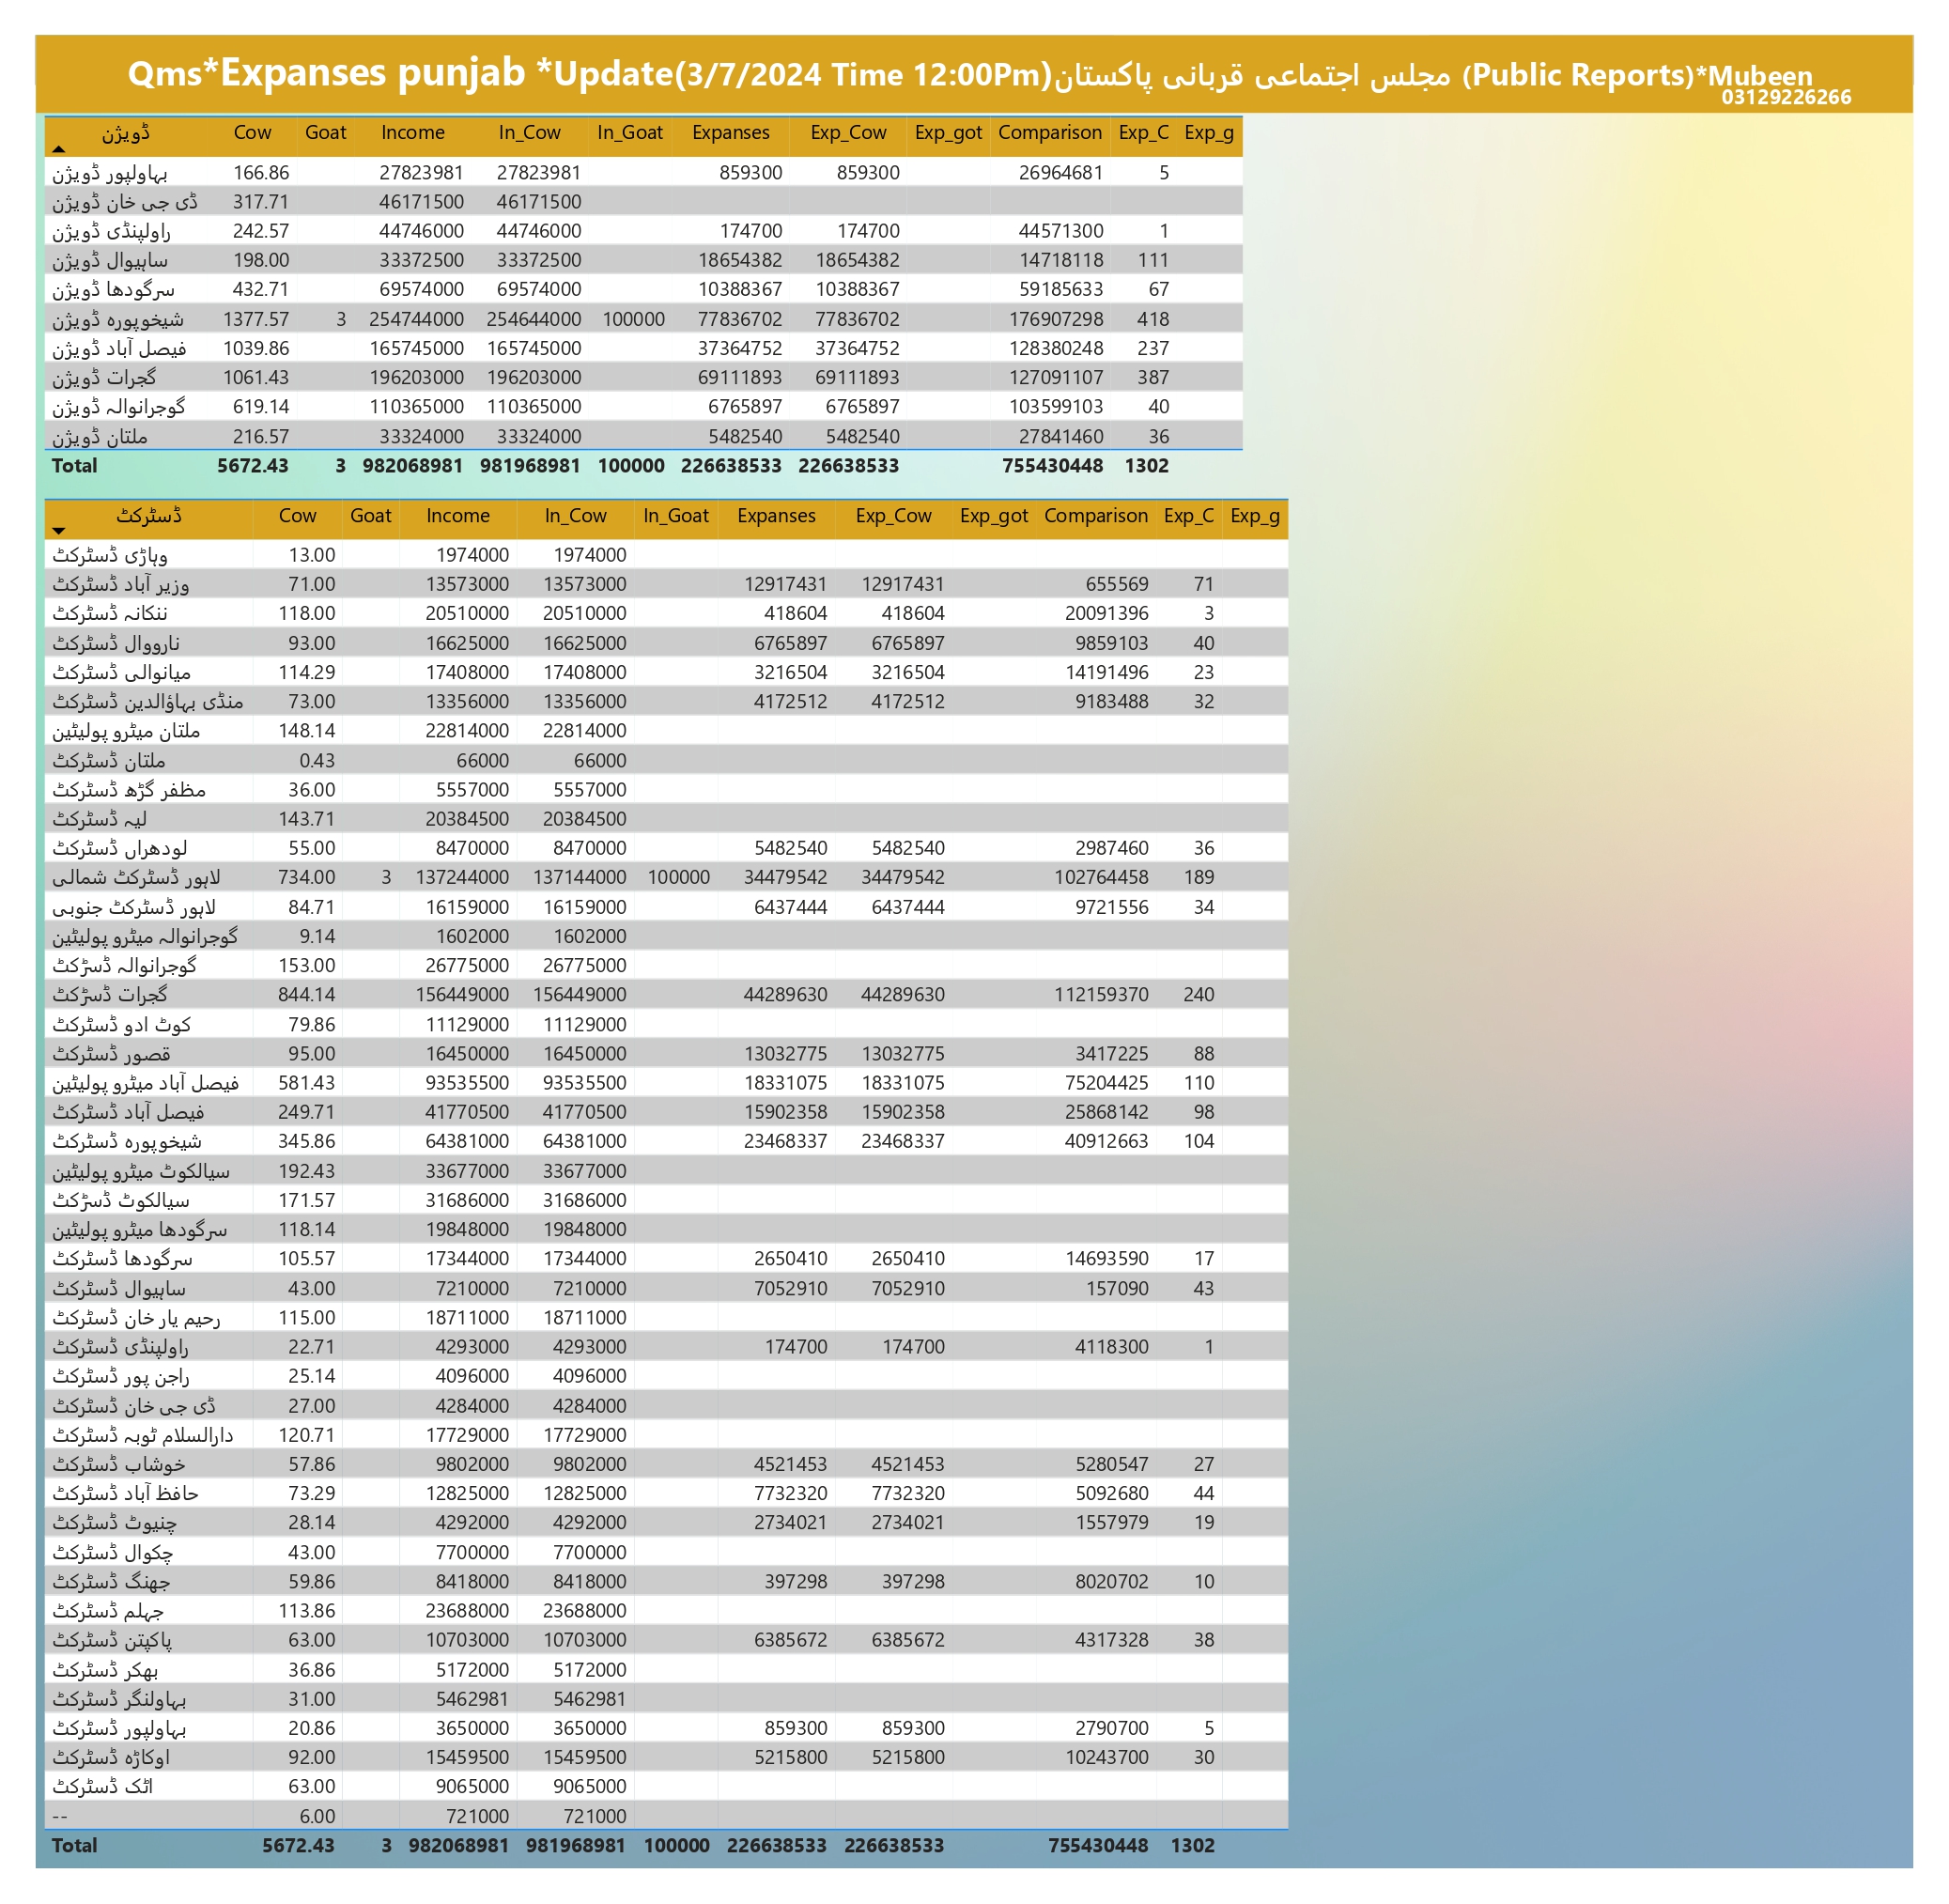 Qms*Expanses punjab *Update(3/7/2024 Time 12:00Pm)مجلس اجتماعی قربانی پاکستان (Public Reports)*Mubeen
03129226266
ڈویژن Cow Goat Income In_Cow In_Goat Expanses Exp_Cow Exp_got Comparison Exp_C Exp_g
بہاولپور ڈویژن 166.86 27823981 27823981 859300 859300 26964681 5
ڈی جی خان ڈویژن 317.71 46171500 46171500
راولپنڈی ڈویژن 242.57 44746000 44746000 174700 174700 44571300 1
ساہیوال ڈویژن 198.00 33372500 33372500 18654382 18654382 14718118 111
سرگودھا ڈویژن 432.71 69574000 69574000 10388367 10388367 59185633 67
شیخوپورہ ڈویژن 1377.57 3 254744000 254644000 100000 77836702 77836702 176907298 418
فیصل آباد ڈویژن 1039.86 165745000 165745000 37364752 37364752 128380248 237
گجرات ڈویژن 1061.43 196203000 196203000 69111893 69111893 127091107 387
گوجرانوالہ ڈویژن 619.14 110365000 110365000 6765897 6765897 103599103 40
ملتان ڈویژن 216.57 33324000 33324000 5482540 5482540 27841460 36
Total 5672.43 3 982068981 981968981 100000 226638533 226638533 755430448 1302
ڈسٹرکٹ Cow Goat Income In_Cow In_Goat Expanses Exp_Cow Exp_got Comparison Exp_C Exp_g
وہاڑی ڈسٹرکٹ 13.00 1974000 1974000
وزیر آباد ڈسٹرکٹ 71.00 13573000 13573000 12917431 12917431 655569 71
ننکانہ ڈسٹرکٹ 118.00 20510000 20510000 418604 418604 20091396 3
نارووال ڈسٹرکٹ 93.00 16625000 16625000 6765897 6765897 9859103 40
میانوالی ڈسٹرکٹ 114.29 17408000 17408000 3216504 3216504 14191496 23
منڈی بہاؤالدین ڈسٹرکٹ 73.00 13356000 13356000 4172512 4172512 9183488 32
ملتان میٹرو پولیٹین 148.14 22814000 22814000
ملتان ڈسٹرکٹ 0.43 66000 66000
مظفر گڑھ ڈسٹرکٹ 36.00 5557000 5557000
لیہ ڈسٹرکٹ 143.71 20384500 20384500
لودھراں ڈسٹرکٹ 55.00 8470000 8470000 5482540 5482540 2987460 36
لاہور ڈسٹرکٹ شمالی 734.00 3 137244000 137144000 100000 34479542 34479542 102764458 189
لاہور ڈسٹرکٹ جنوبی 84.71 16159000 16159000 6437444 6437444 9721556 34
گوجرانوالہ میٹرو پولیٹین 9.14 1602000 1602000
گوجرانوالہ ڈسڑکٹ 153.00 26775000 26775000
گجرات ڈسڑکٹ 844.14 156449000 156449000 44289630 44289630 112159370 240
کوٹ ادو ڈسٹرکٹ 79.86 11129000 11129000
قصور ڈسٹرکٹ 95.00 16450000 16450000 13032775 13032775 3417225 88
فیصل آباد میٹرو پولیٹین 581.43 93535500 93535500 18331075 18331075 75204425 110
فیصل آباد ڈسٹرکٹ 249.71 41770500 41770500 15902358 15902358 25868142 98
شیخوپورہ ڈسٹرکٹ 345.86 64381000 64381000 23468337 23468337 40912663 104
سیالکوٹ میٹرو پولیٹین 192.43 33677000 33677000
سیالکوٹ ڈسڑکٹ 171.57 31686000 31686000
سرگودھا میٹرو پولیٹین 118.14 19848000 19848000
سرگودھا ڈسٹرکٹ 105.57 17344000 17344000 2650410 2650410 14693590 17
ساہیوال ڈسٹرکٹ 43.00 7210000 7210000 7052910 7052910 157090 43
رحیم یار خان ڈسٹرکٹ 115.00 18711000 18711000
راولپنڈی ڈسٹرکٹ 22.71 4293000 4293000 174700 174700 4118300 1
راجن پور ڈسٹرکٹ 25.14 4096000 4096000
ڈی جی خان ڈسٹرکٹ 27.00 4284000 4284000
دارالسلام ٹوبہ ڈسٹرکٹ 120.71 17729000 17729000
خوشاب ڈسٹرکٹ 57.86 9802000 9802000 4521453 4521453 5280547 27
حافظ آباد ڈسٹرکٹ 73.29 12825000 12825000 7732320 7732320 5092680 44
چنیوٹ ڈسٹرکٹ 28.14 4292000 4292000 2734021 2734021 1557979 19
چکوال ڈسٹرکٹ 43.00 7700000 7700000
جھنگ ڈسٹرکٹ 59.86 8418000 8418000 397298 397298 8020702 10
جہلم ڈسٹرکٹ 113.86 23688000 23688000
پاکپتن ڈسٹرکٹ 63.00 10703000 10703000 6385672 6385672 4317328 38
بھکر ڈسٹرکٹ 36.86 5172000 5172000
بہاولنگر ڈسٹرکٹ 31.00 5462981 5462981
بہاولپور ڈسٹرکٹ 20.86 3650000 3650000 859300 859300 2790700 5
اوکاڑہ ڈسٹرکٹ 92.00 15459500 15459500 5215800 5215800 10243700 30
اٹک ڈسٹرکٹ 63.00 9065000 9065000
-- 6.00 721000 721000
Total 5672.43 3 982068981 981968981 100000 226638533 226638533 755430448 1302